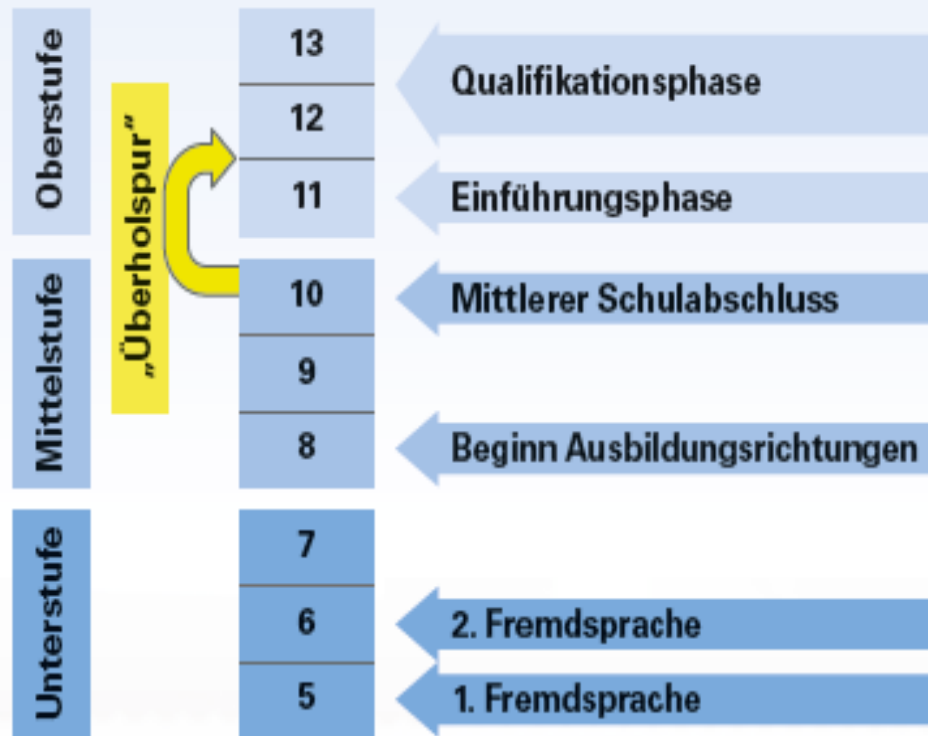 Oberstufe
13
Qualifikationsphase
12
11
Einführungsphase
„Überholspur“
Mittelstufe
10
Mittlerer Schulabschluss
9
8
Beginn Ausbildungsrichtungen
Unterstufe
7
6
2. Fremdsprache
5
1. Fremdsprache